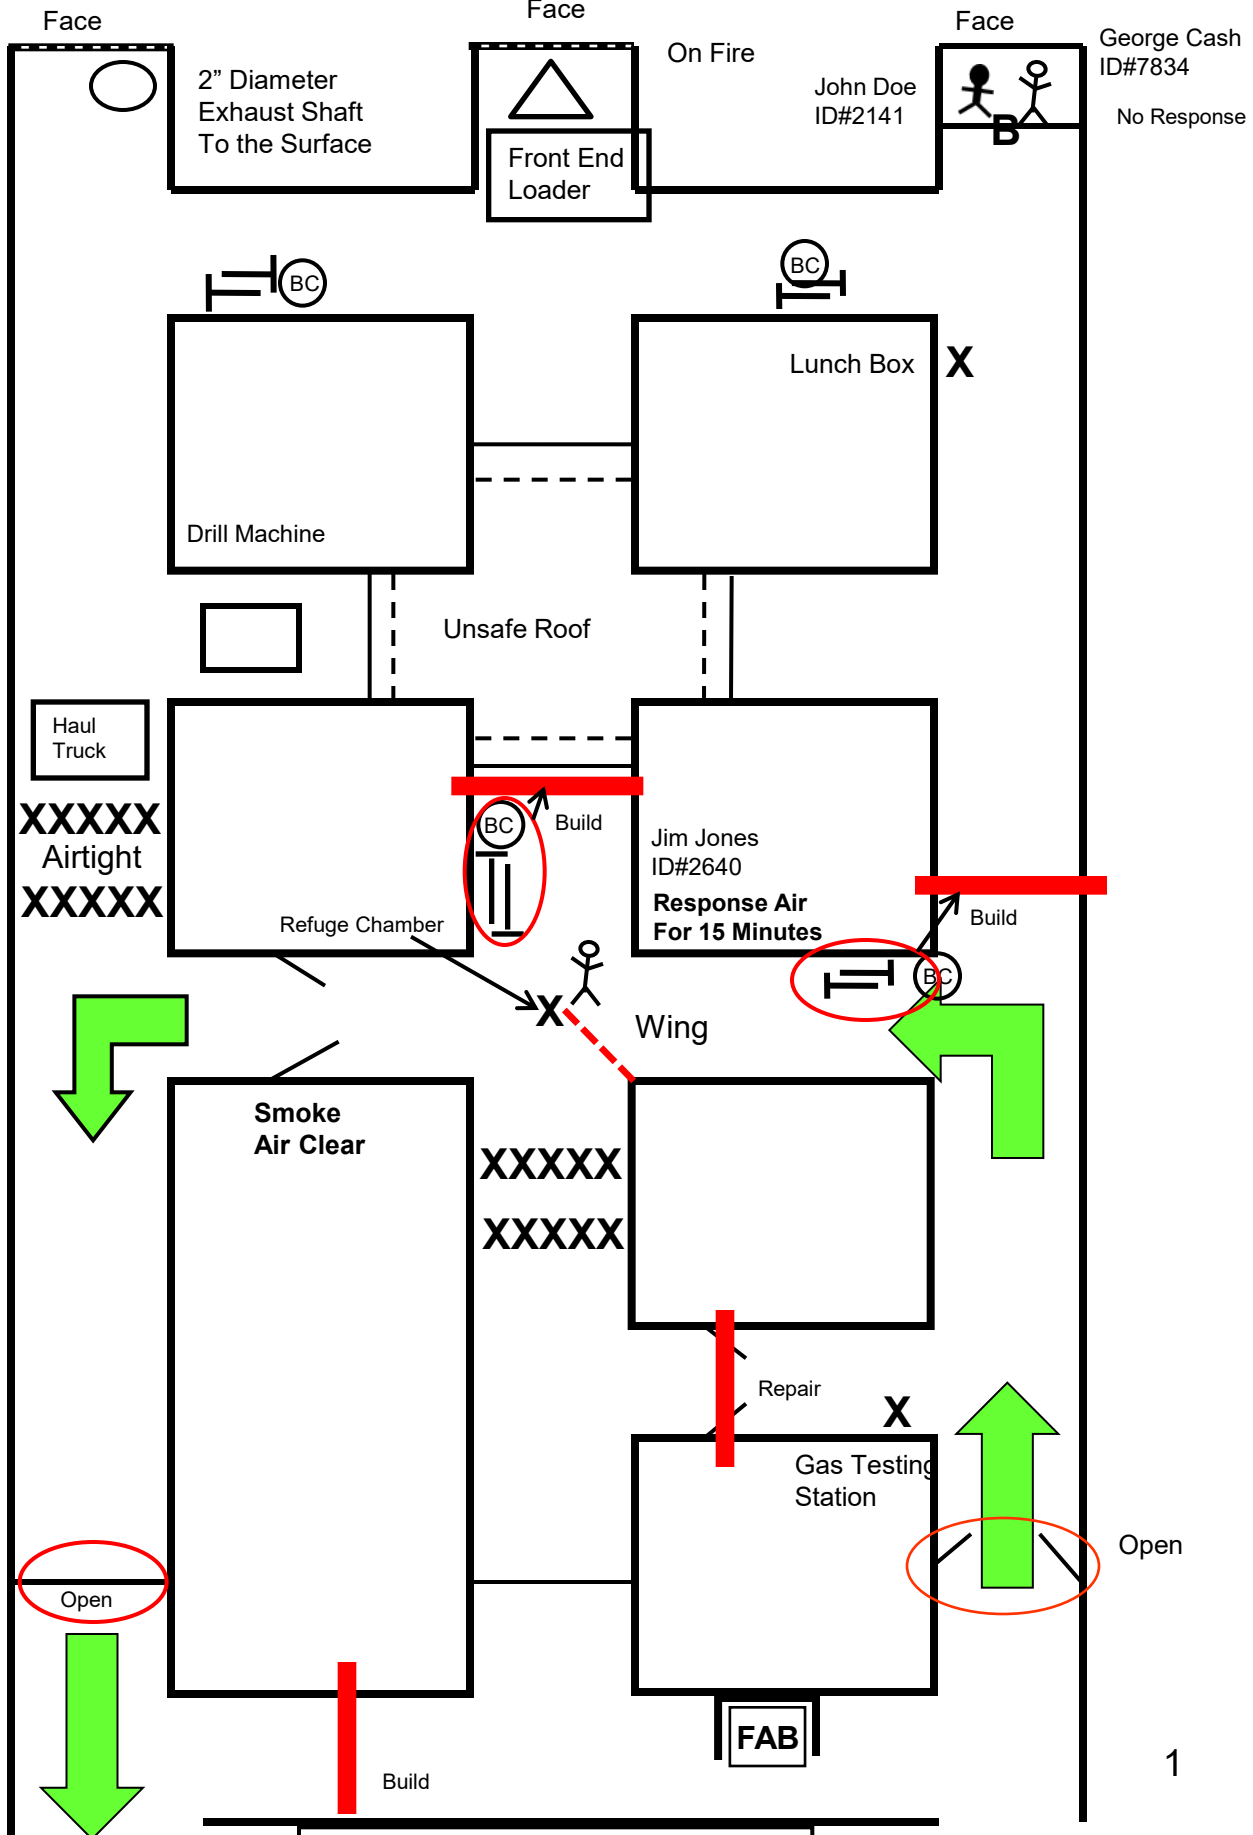 Face
Face
Face
George Cash
ID#7834
On Fire
2” Diameter
Exhaust Shaft
To the Surface
John Doe
ID#2141
No Response
B
Front End
Loader
BC
BC
Lunch Box
X
Drill Machine
Unsafe Roof
Haul
Truck
XXXXX
Airtight
XXXXX
BC
Build
Jim Jones
ID#2640
Response Air
For 15 Minutes
Build
Refuge Chamber
BC
X
Wing
Smoke
Air Clear
XXXXX
XXXXX
Repair
X
Gas Testing
Station
Open
Open
FAB
Build
1